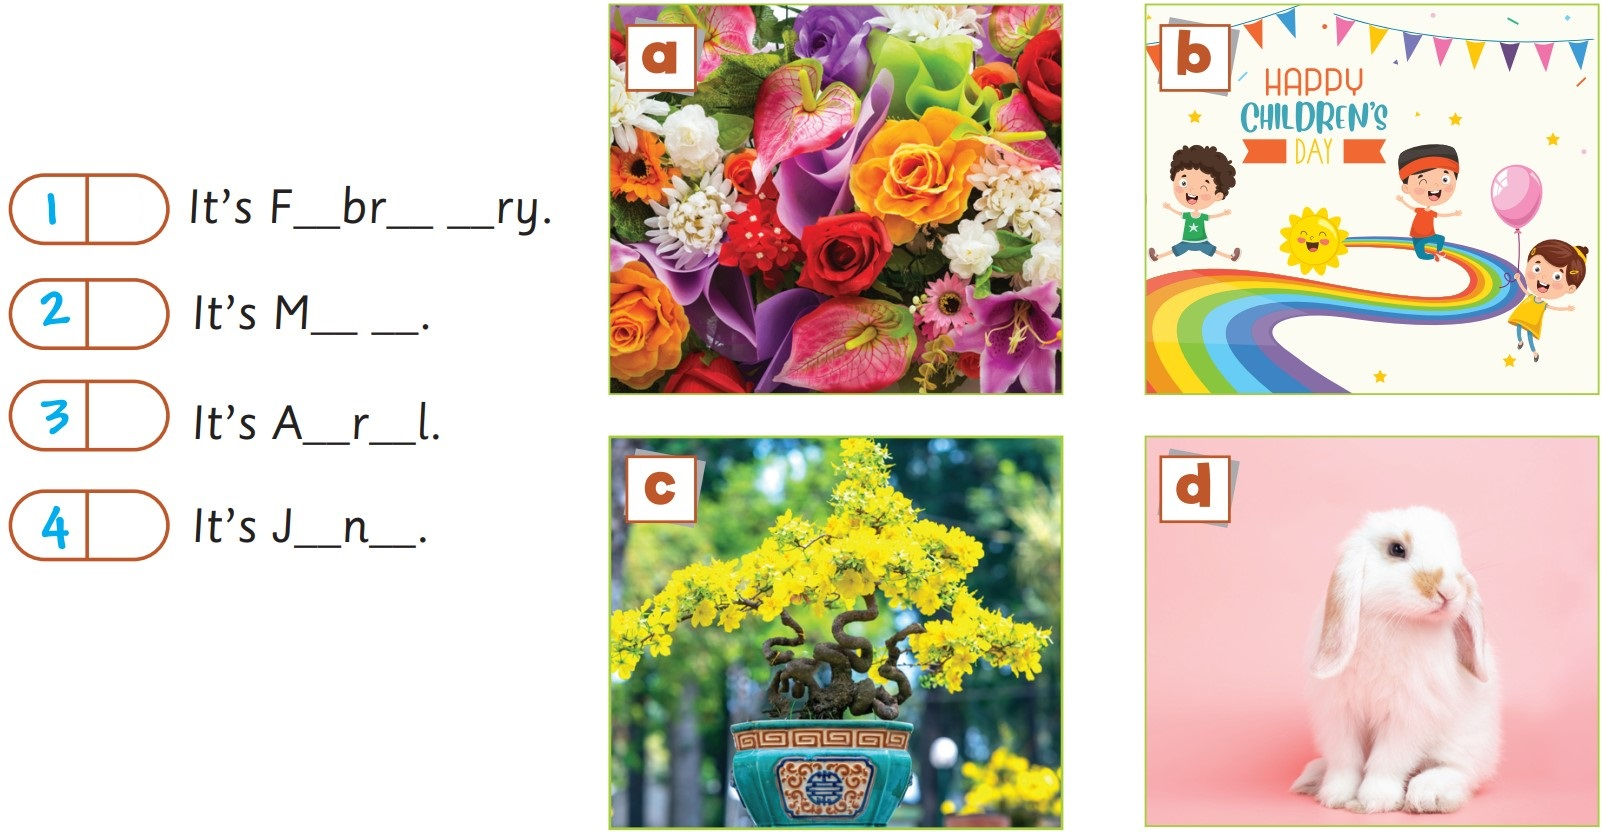 1 It's F__br__ __ry.
2 It's M__ __.
3 It's A__r__l.
4 It's J__n__.
a
b
HAPPY
CHILDREN'S
DAY
c
d